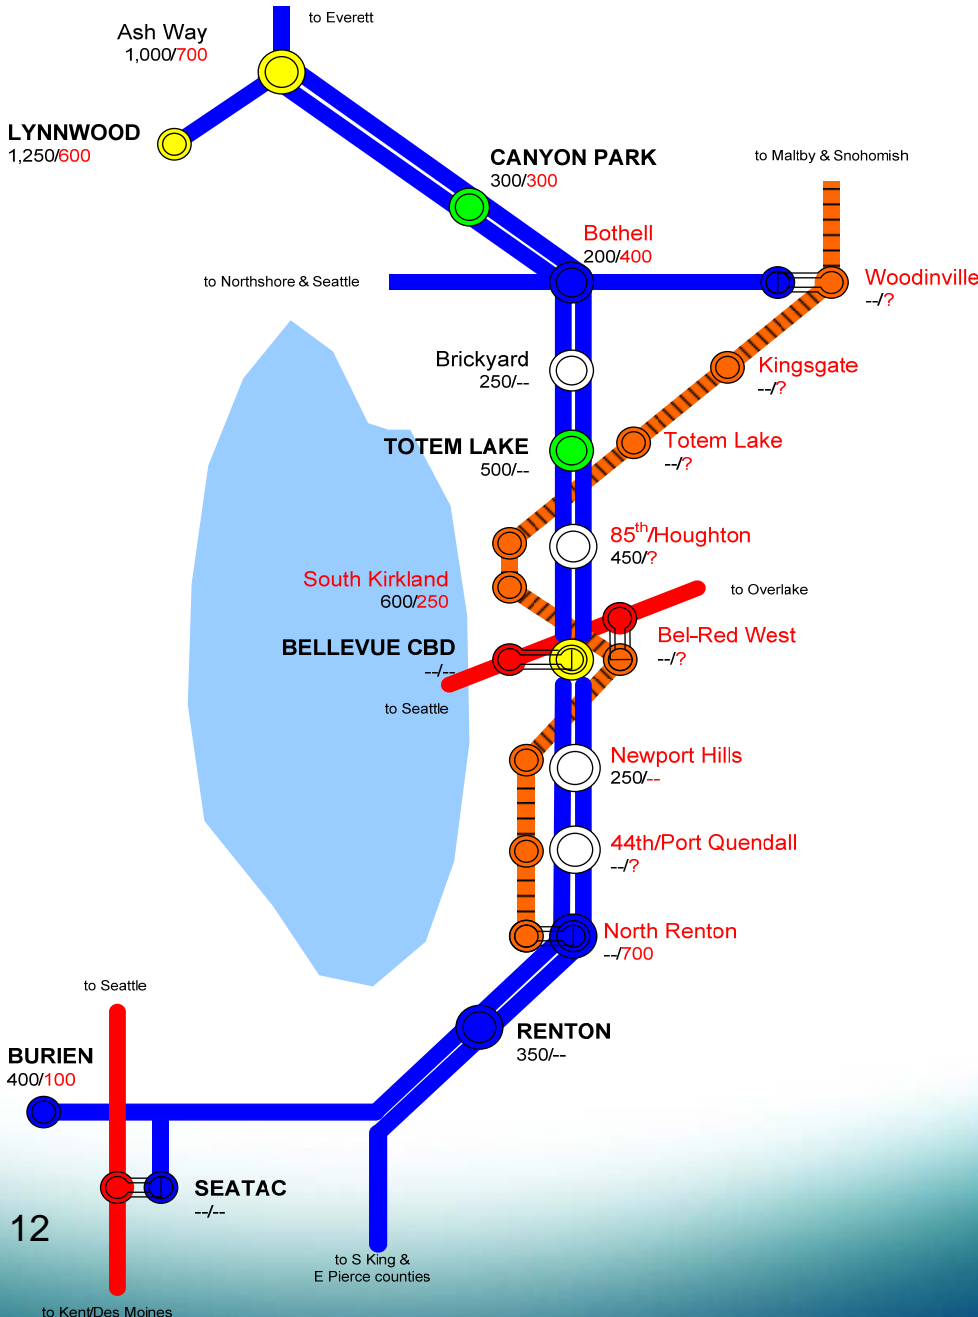 to Everett
Ash Way
1,000/700
LYNNWOOD
1,250/600
CANYON PARK
300/300
to Maltby & Snohomish
Bothell
200/400
to Northshore & Seattle
Woodinville
--/?
Brickyard
250/--
Kingsgate
--/?
TOTEM LAKE
500/--
Totem Lake
--/?
85th/Houghton
450/?
South Kirkland
600/250
to Overlake
BELLEVUE CBD
--/--
Bel-Red West
--/?
to Seattle
Newport Hills
250/--
44th/Port Quendall
--/?
North Renton
--/700
to Seattle
RENTON
350/--
BURIEN
400/100
SEATAC
--/--
12
to S King &
E Pierce counties
to Kent/Des Moines